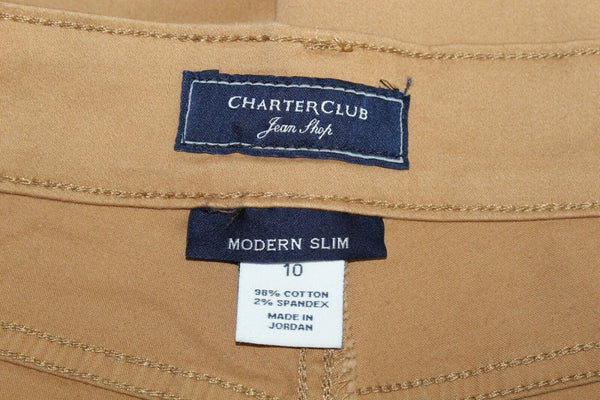 CHARTERCLUB
Jean Shop
MODERN SLIM
10
98% COTTON
2% SPANDEX
MADE IN
JORDAN